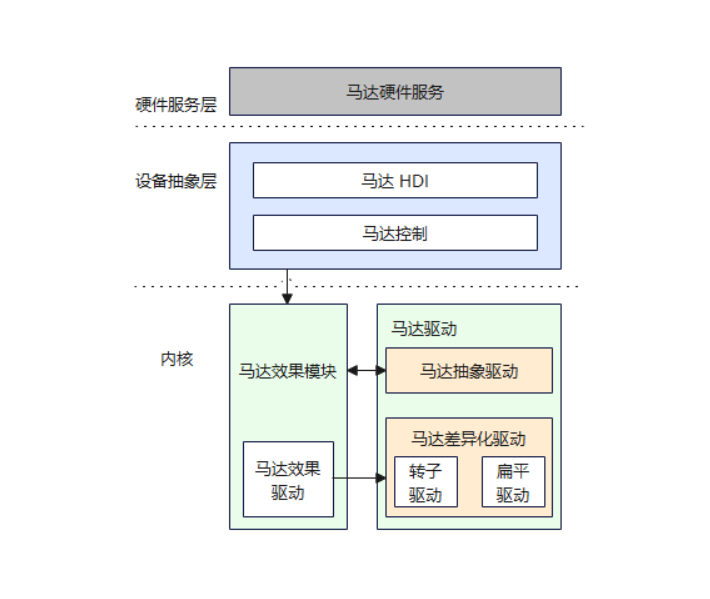 马达硬件服务
硬件服务层
设备抽象层
马达 HDI
马达控制
内核
马达效果模块
马达效果
驱动
马达驱动
马达抽象驱动
马达差异化驱动
转子
驱动
扁平
驱动